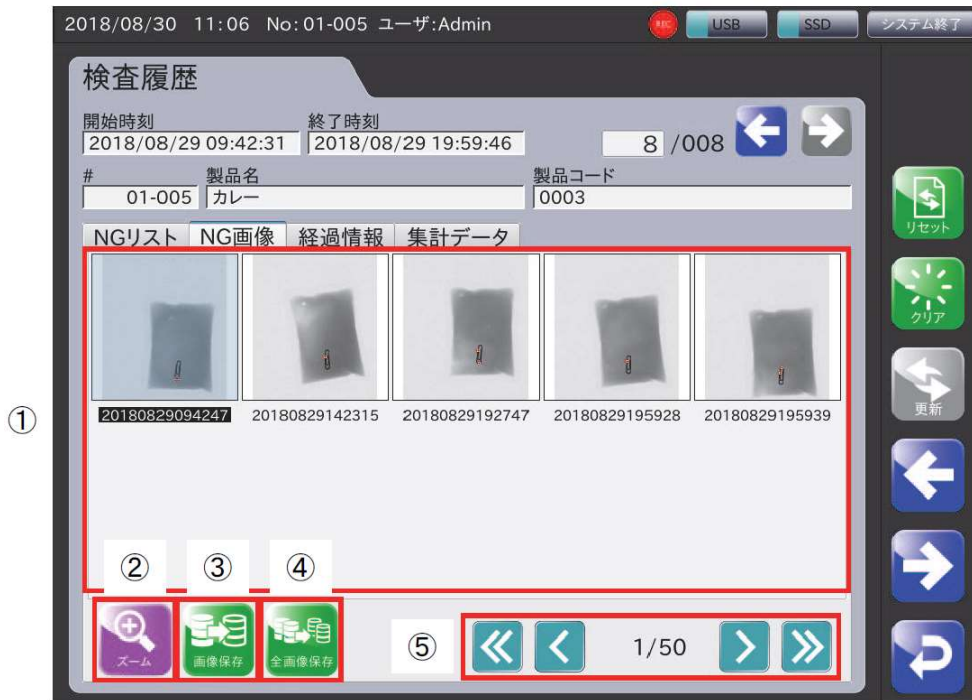 2018/08/30 11:06 No:01-005 ユーザ:Admin REC USB SSD システム終了
検査履歴
開始時刻 終了時刻
2018/08/29 09:42:31 2018/08/29 19:59:46 8 /008
# 製品名 製品コード
01-005 カレー 0003
NGリスト NG画像 経過情報 集計データ
リセット
クリア
更新
20180829094247 20180829142315 20180829192747 20180829195928 20180829195939
①
② ③ ④
ズーム 画像保存 全画像保存
⑤ 1/50